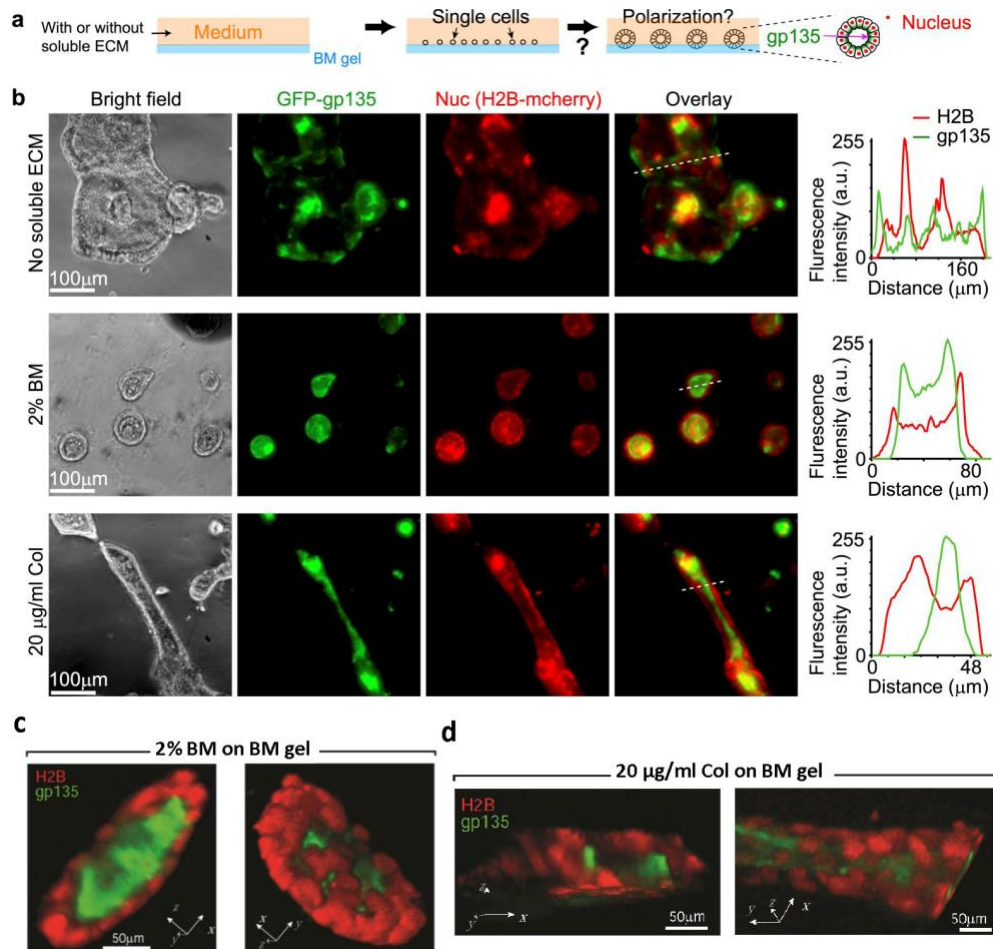 a
With or without
soluble ECM
Medium
BM gel
Single cells
?
Polarization?
gp135
Nucleus
b
Bright field
GFP-gp135
Nuc (H2B-mcherry)
Overlay
No soluble ECM
100μm
H2B
gp135
255
0
Flurescence
intensity (a.u.)
0
160
Distance (μm)
2% BM
100μm
255
0
Flurescence
intensity (a.u.)
0
80
Distance (μm)
20 μg/ml Col
100μm
255
0
Flurescence
intensity (a.u.)
0
48
Distance (μm)
c
2% BM on BM gel
H2B
gp135
z
y
x
50μm
x
y
z
d
20 μg/ml Col on BM gel
H2B
gp135
z
y
x
50μm
z
x
y
50μm